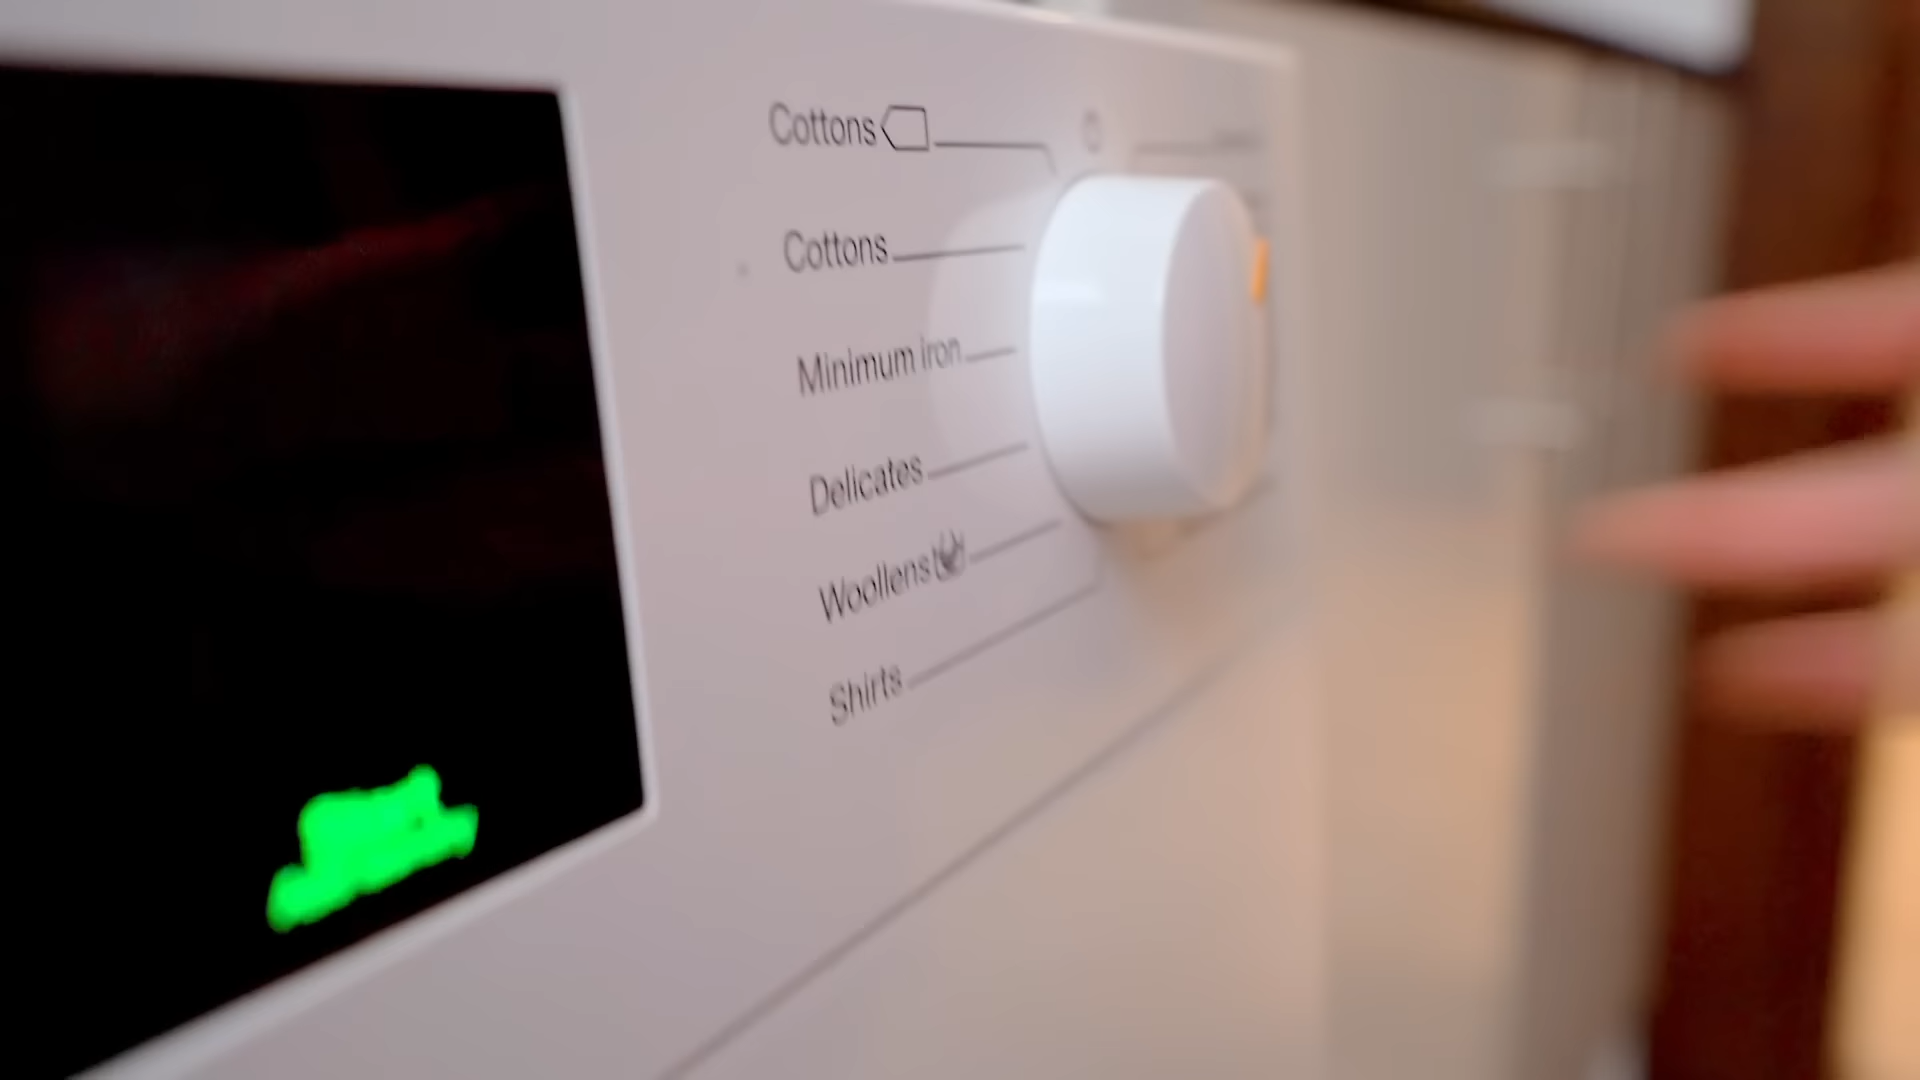 Cottons
Cottons
Minimum iron
Delicates
Woollens
Shirts